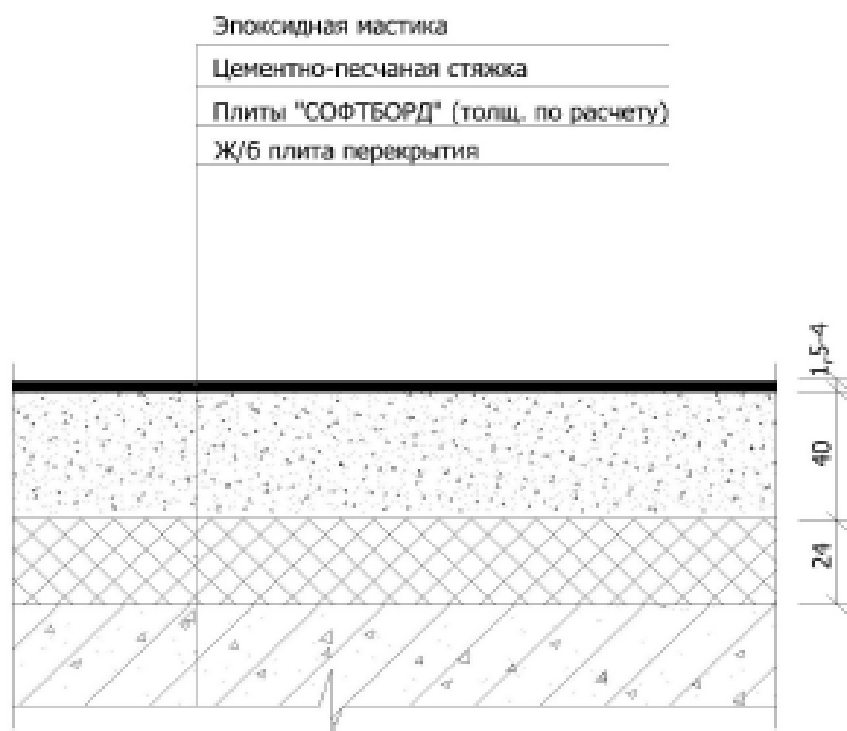 Эпоксидная мастика
Цементно-песчаная стяжка
Плиты "СОФТБОРД" (толщ. по расчету)
Ж/б плита перекрытия
1,5-4
40
24